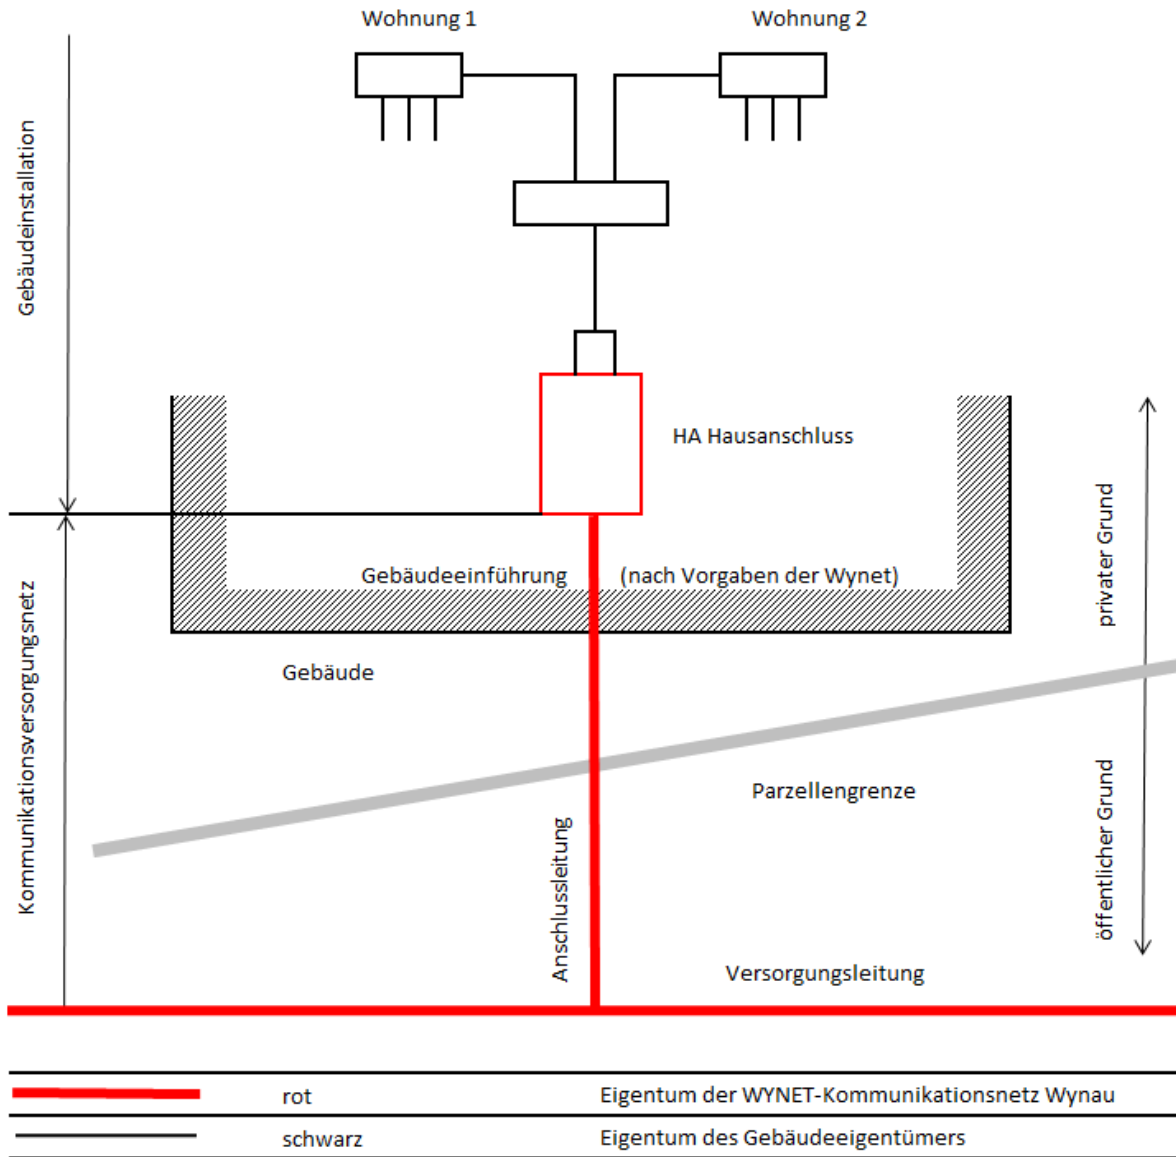 Wohnung 1
Wohnung 2
Gebäudeinstallation
HA Hausanschluss
privater Grund
Gebäudeeinführung (nach Vorgaben der Wynet)
Kommunikationsversorgungsnetz
Gebäude
Parzellengrenze
öffentlicher Grund
Anschlussleitung
Versorgungsleitung
rot Eigentum der WYNET-Kommunikationsnetz Wynau
schwarz Eigentum des Gebäudeeigentümers